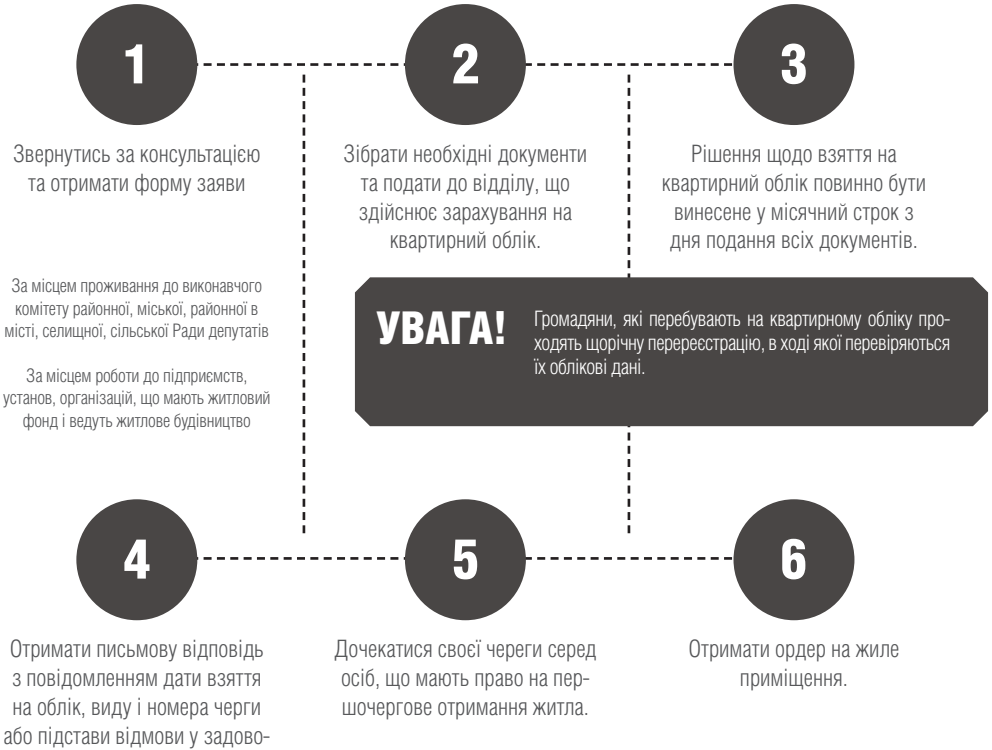 1
Звернутись за консультацією
та отримати форму заяви
За місцем проживання до виконавчого
комітету районної, міської, районної в
місті, селищної, сільської Ради депутатів
За місцем роботи до підприємств,
установ, організацій, що мають житловий
фонд і ведуть житлове будівництво
2
Зібрати необхідні документи
та подати до відділу, що
здійснює зарахування на
квартирний облік.
3
Рішення щодо взяття на
квартирний облік повинно бути
винесене у місячний строк з
дня подання всіх документів.
УВАГА!
Громадяни, які перебувають на квартирному обліку про-
ходять щорічну перереєстрацію, в ході якої перевіряються
їх облікові дані.
4
Отримати письмову відповідь
з повідомленням дати взяття
на облік, виду і номера черги
або підстави відмови у задово-
5
Дочекатися своєї череги серед
осіб, що мають право на пер-
шочергове отримання житла.
6
Отримати ордер на жиле
приміщення.